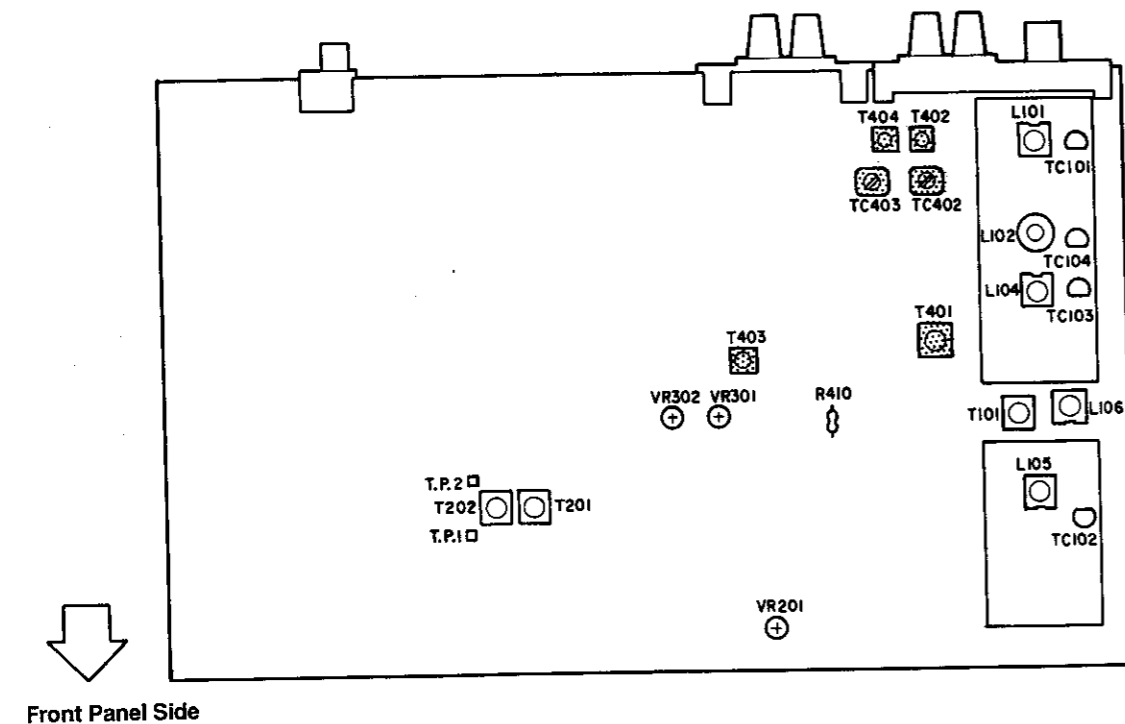 T404 T402
L101
TC101
TC403 TC402
L102
TC104
L104
TC103
T401
T403
VR302 VR301
R410
T101
L106
L105
T.P.2
T202
T201
T.P.1
TC102
VR201
Front Panel Side